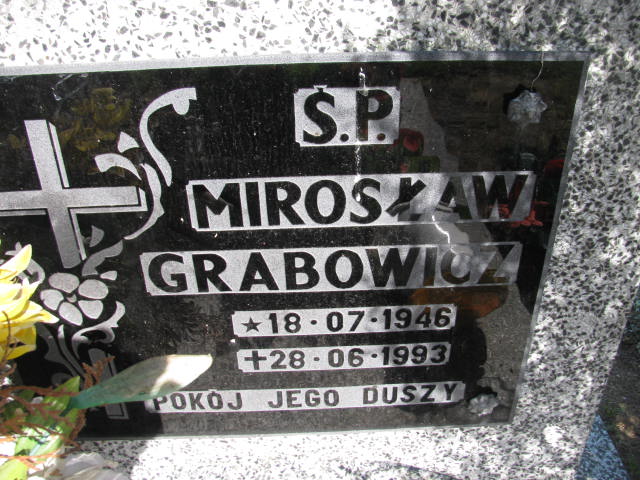 Ś.P.
MIROSŁAW
GRABOWICZ
★18-07-1946
✝28-06-1993
POKÓJ JEGO DUSZY